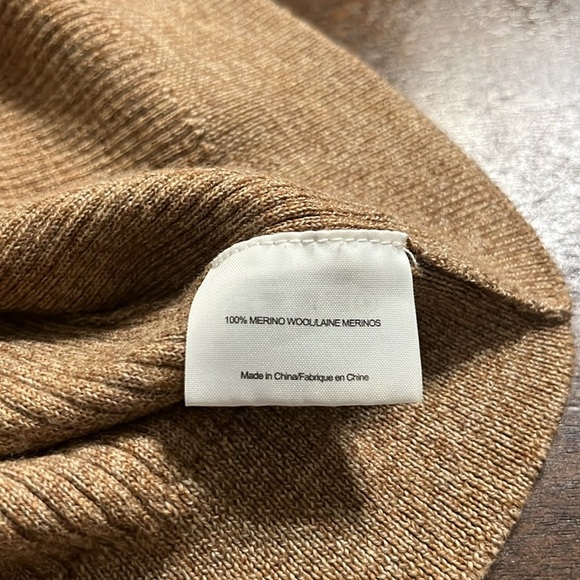 100% MERINO WOOL/LAINE MERINOS
Made in China/Fabrique en Chine